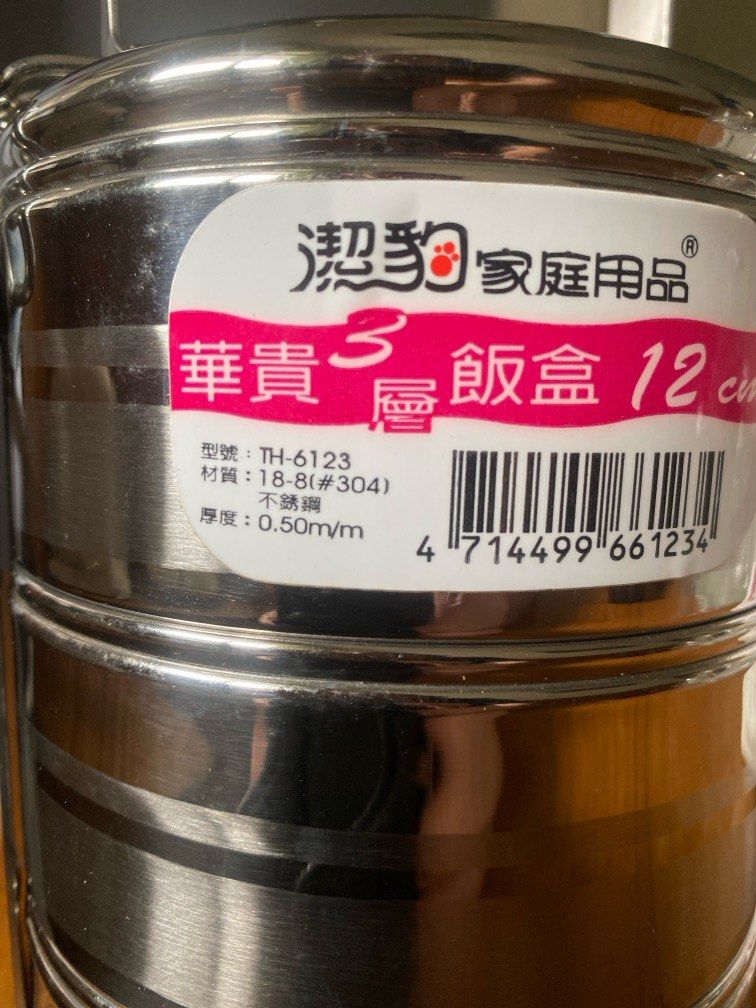 潔豹家庭用品®
華貴3層飯盒 12 cm
型號：TH-6123
材質：18-8(#304)
不銹鋼
厚度：0.50m/m
4 714499 661234